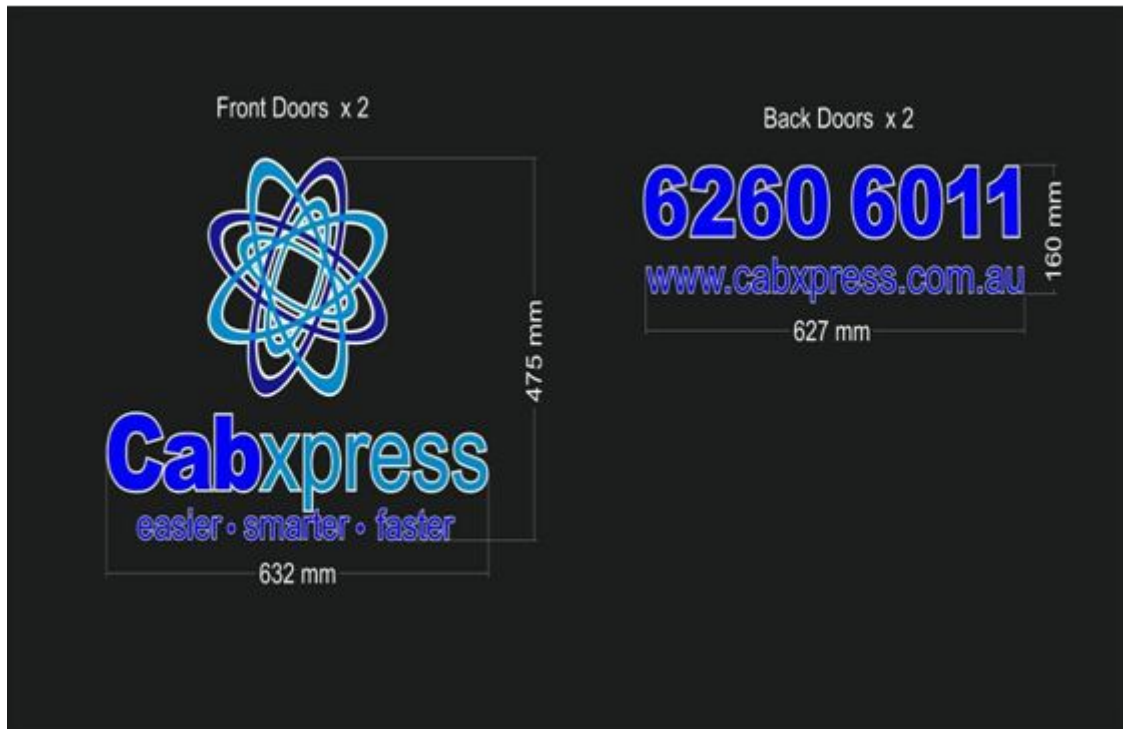 Front Doors x 2
475 mm
Cabxpress
easier • smarter • faster
632 mm
Back Doors x 2
6260 6011
www.cabxpress.com.au
160 mm
627 mm